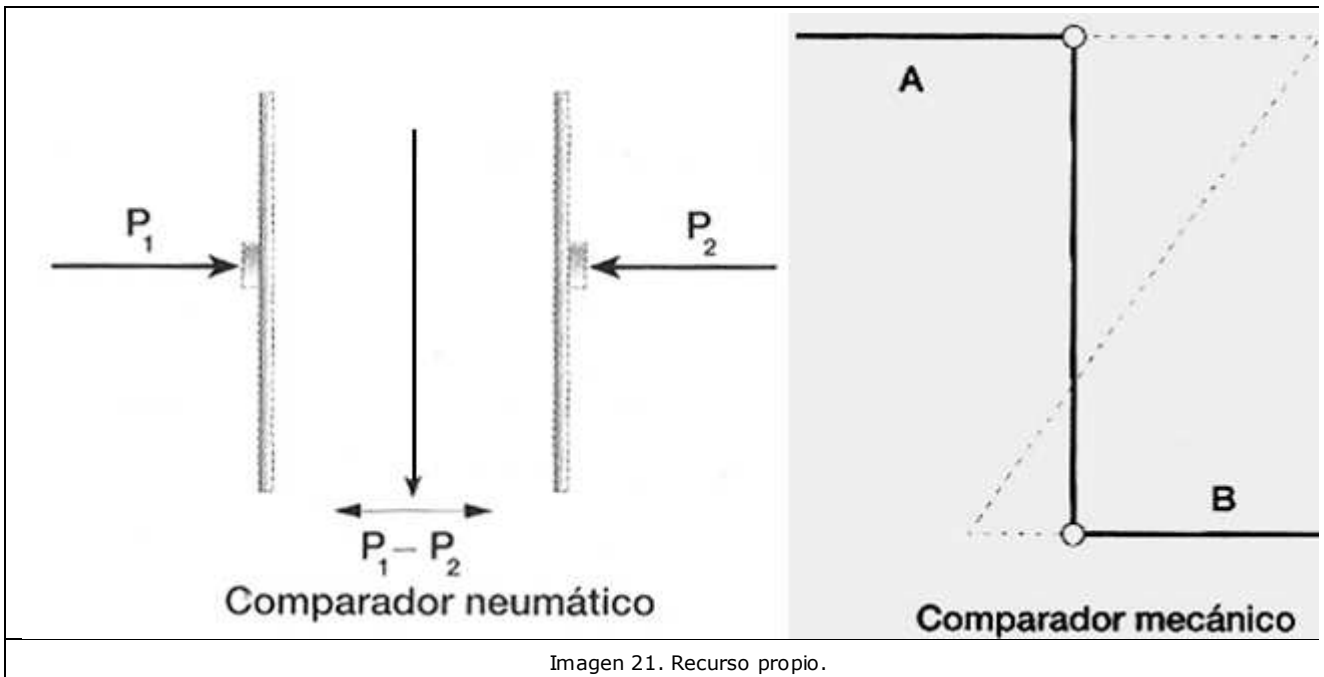 P₁
P₂
P₁ – P₂
Comparador neumático
A
B
Comparador mecánico
Imagen 21. Recurso propio.